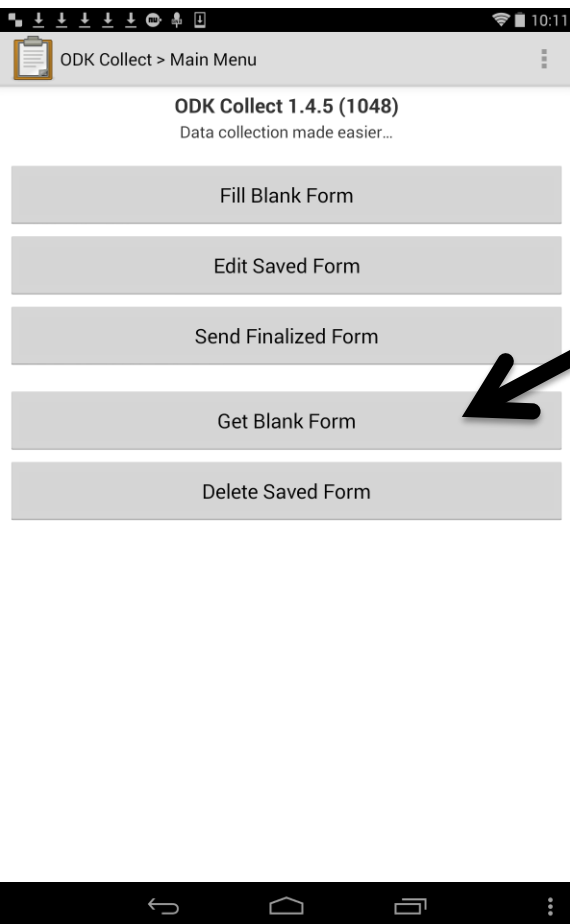 10:11
ODK Collect > Main Menu
ODK Collect 1.4.5 (1048)
Data collection made easier...
Fill Blank Form
Edit Saved Form
Send Finalized Form
Get Blank Form
Delete Saved Form